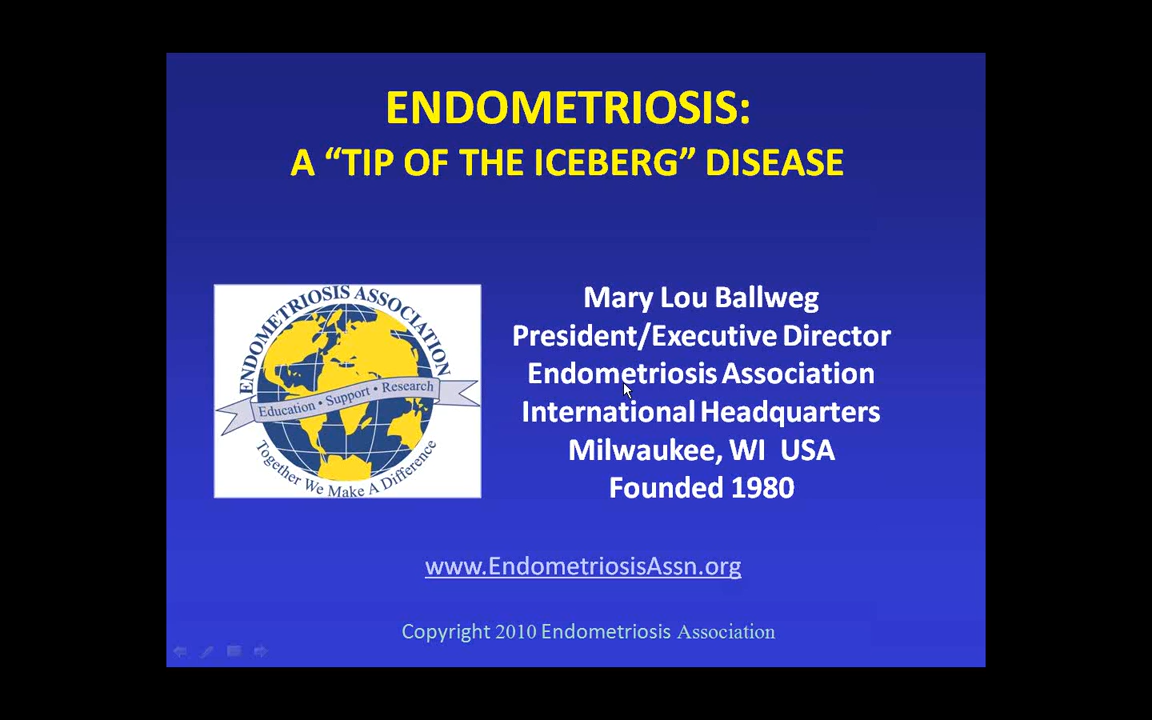 ENDOMETRIOSIS:
A “TIP OF THE ICEBERG” DISEASE
ENDOMETRIOSIS ASSOCIATION
Education • Support • Research
Together We Make A Difference
Mary Lou Ballweg
President/Executive Director
Endometriosis Association
International Headquarters
Milwaukee, WI USA
Founded 1980
www.EndometriosisAssn.org
Copyright 2010 Endometriosis Association